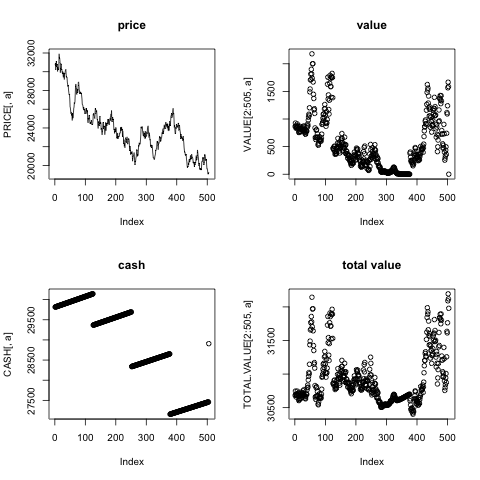 price
PRICE[, a]
20000 24000 28000 32000
0 100 200 300 400 500
Index
value
VALUE[2:505, a]
0 500 1500
0 100 200 300 400 500
Index
cash
CASH[, a]
27500 28500 29500
0 100 200 300 400 500
Index
total value
TOTAL.VALUE[2:505, a]
30500 31500
0 100 200 300 400 500
Index